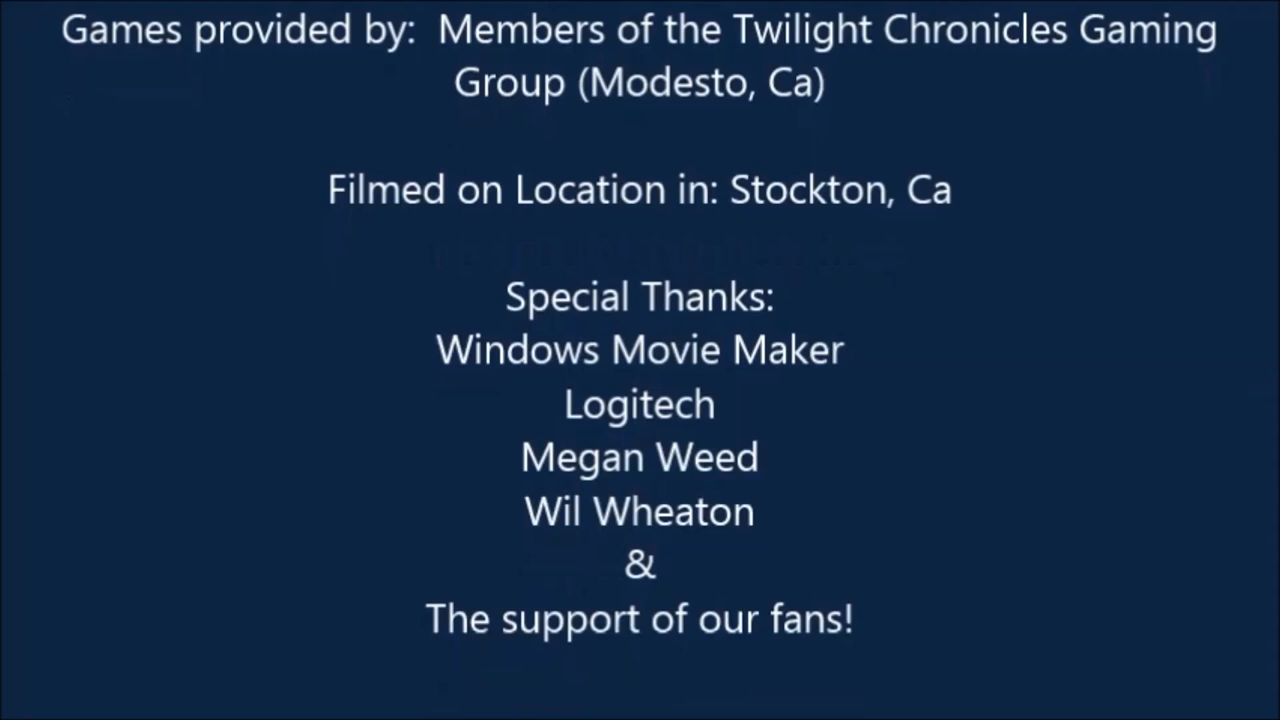 Games provided by:  Members of the Twilight Chronicles Gaming
Group (Modesto, Ca)
Filmed on Location in: Stockton, Ca
Special Thanks:
Windows Movie Maker
Logitech
Megan Weed
Wil Wheaton
&
The support of our fans!